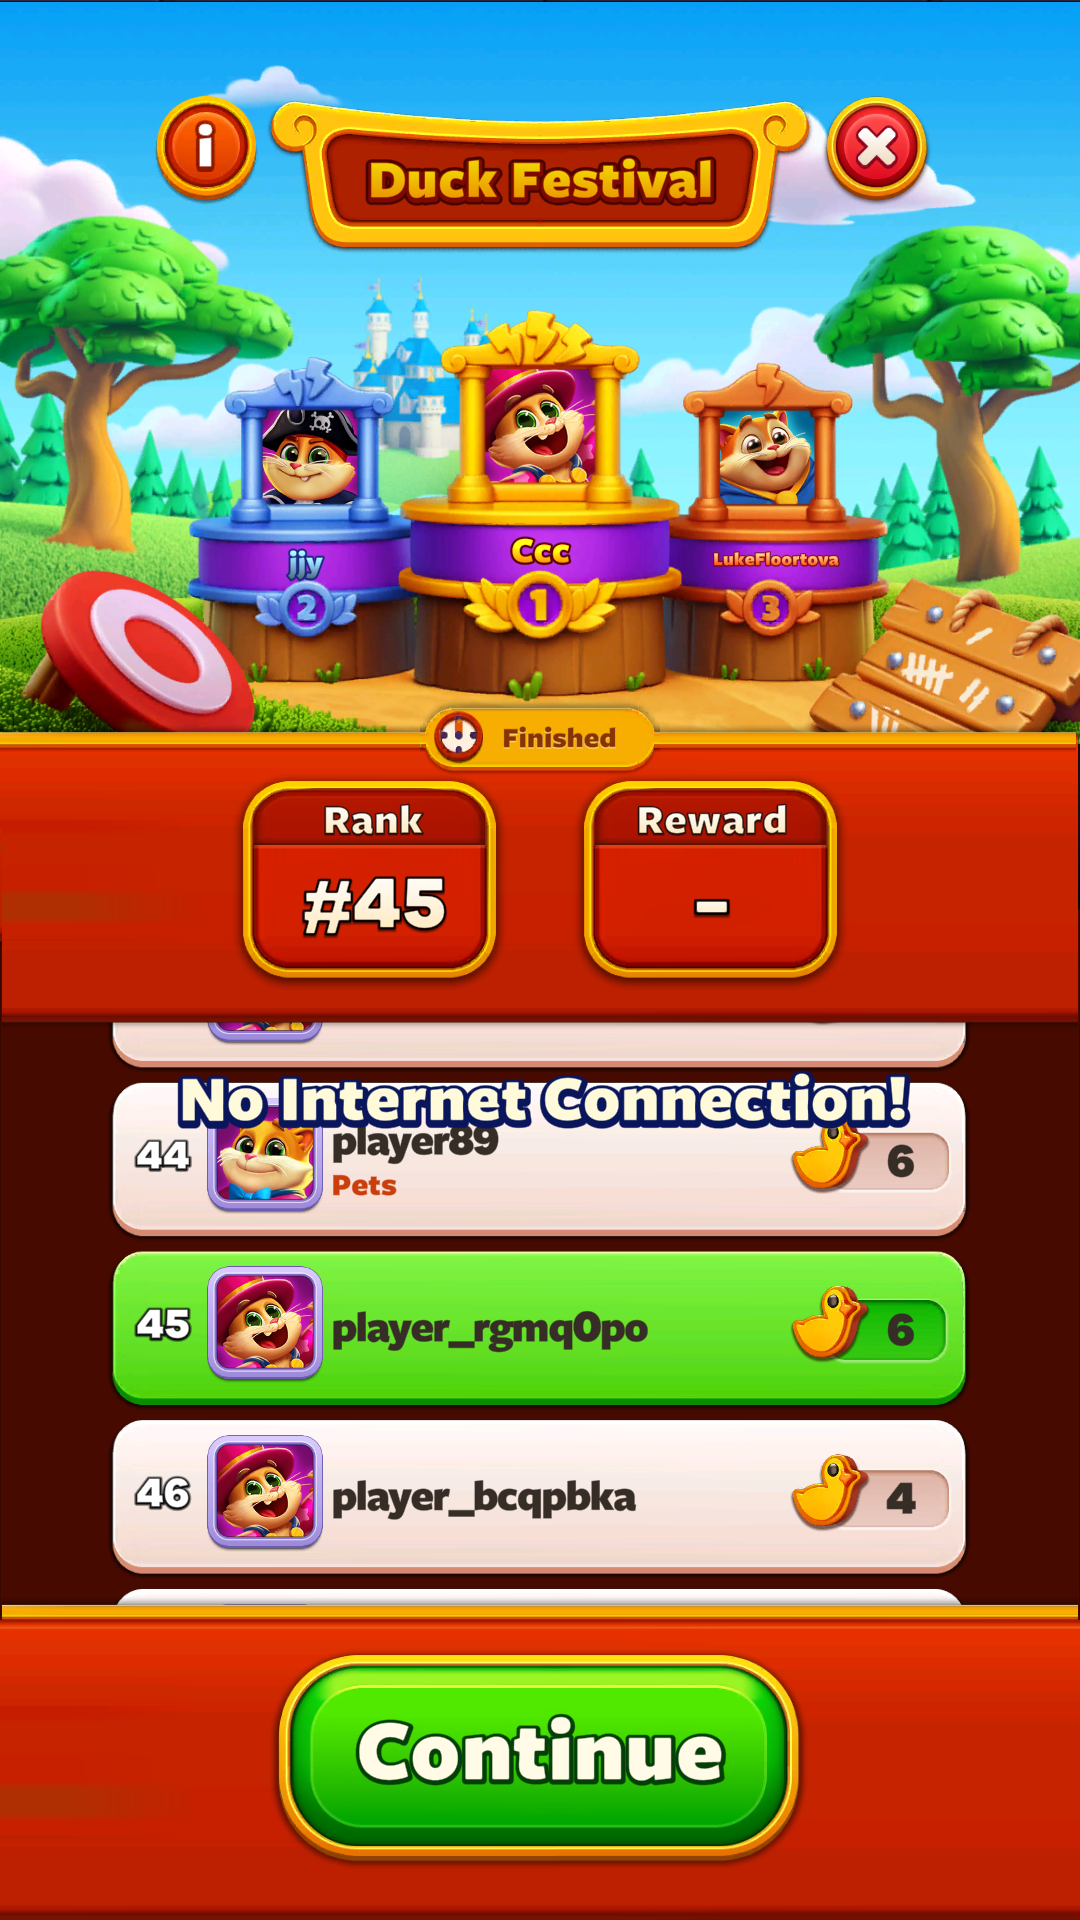 i
Duck Festival
jjy
2
Ccc
1
LukeFloortova
3
Finished
Rank
#45
Reward
-
No Internet Connection!
44
player89
Pets
6
45
player_rgmq0po
6
46
player_bcqpbka
4
Continue